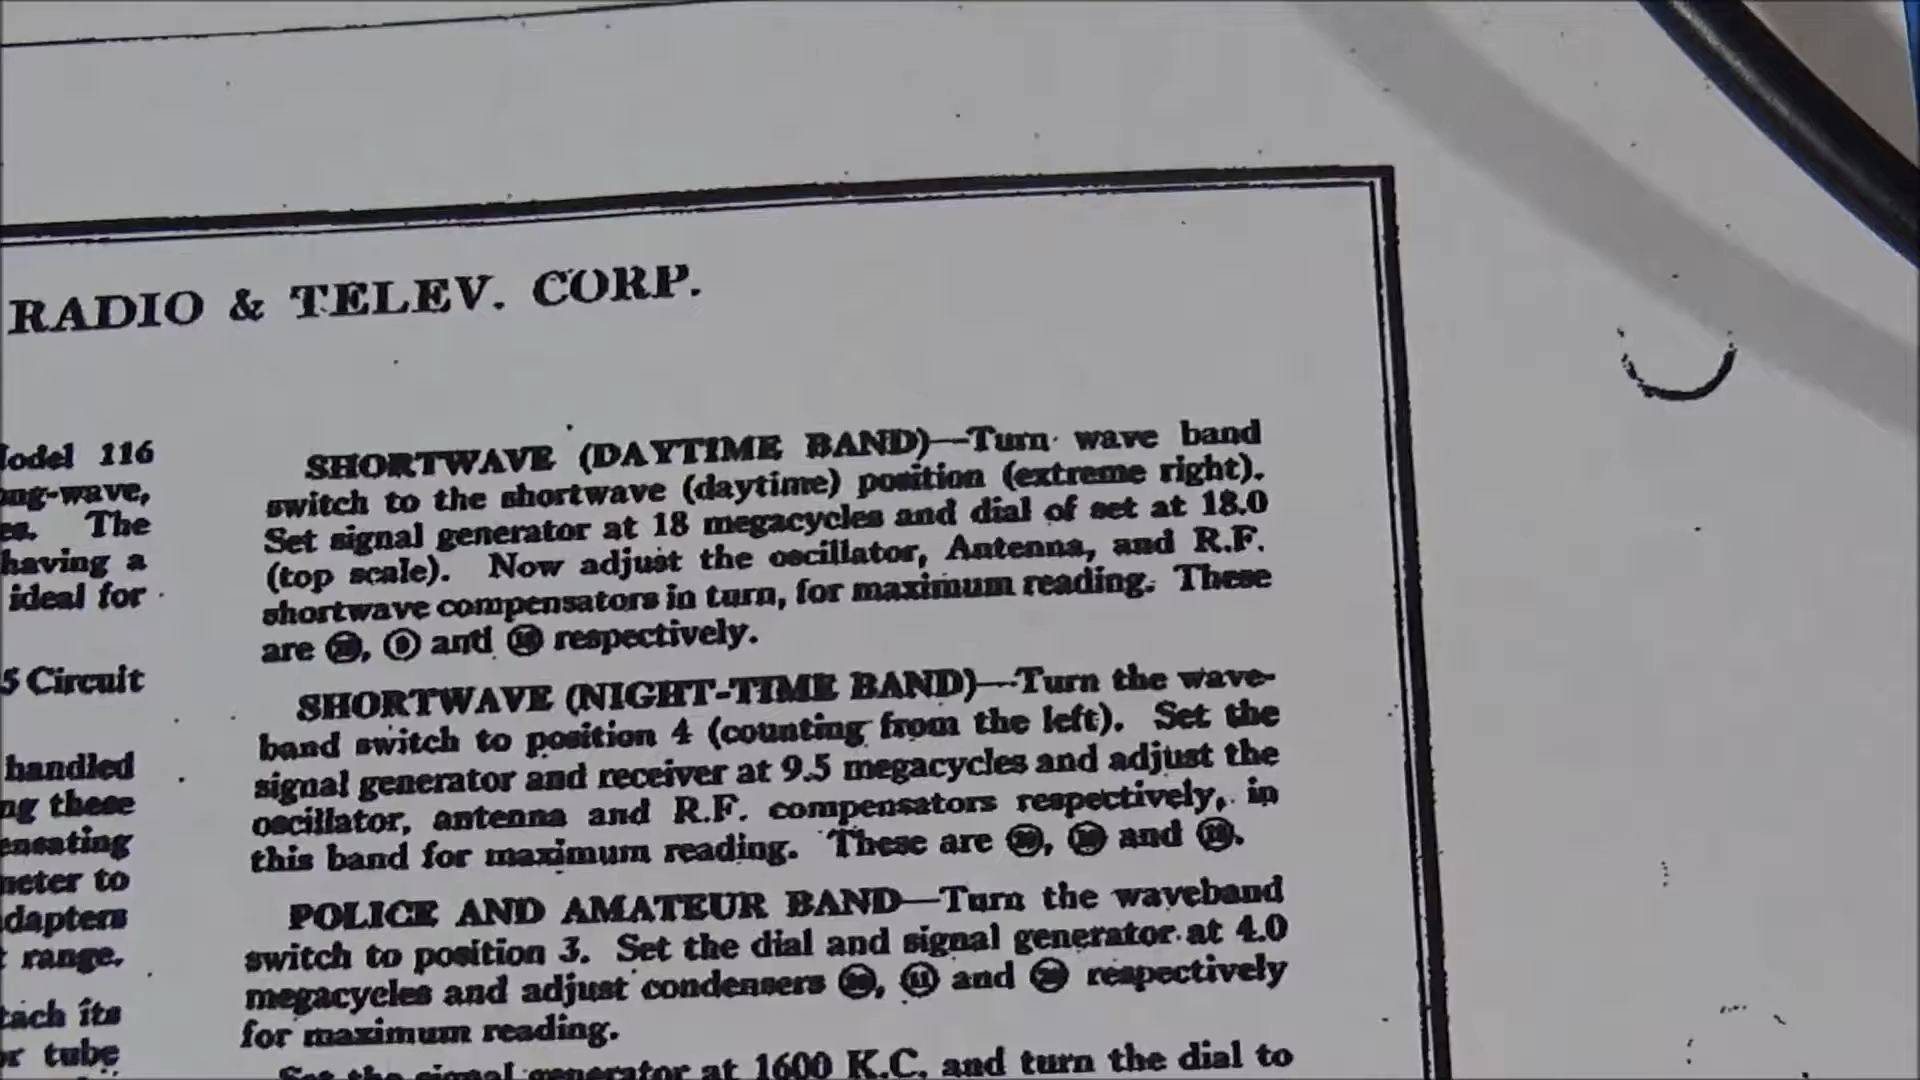 RADIO & TELEV. CORP.
Model 116
ong-wave,
es. The
having a
ideal for
5 Circuit
handled
ng these
ensating
meter to
dapters
t range.
tach its
or tube
SHORTWAVE (DAYTIME BAND)—Turn wave band
switch to the shortwave (daytime) position (extreme right).
Set signal generator at 18 megacycles and dial of set at 18.0
(top scale). Now adjust the oscillator, Antenna, and R.F.
shortwave compensators in turn, for maximum reading. These
are , ⑨ and respectively.
SHORTWAVE (NIGHT-TIME BAND)—Turn the wave-
band switch to position 4 (counting from the left). Set the
signal generator and receiver at 9.5 megacycles and adjust the
oscillator, antenna and R.F. compensators respectively, in
this band for maximum reading. These are , and .
POLICE AND AMATEUR BAND—Turn the waveband
switch to position 3. Set the dial and signal generator at 4.0
megacycles and adjust condensers , ⑪ and respectively
for maximum reading.
Set the signal generator at 1600 K.C. and turn the dial to